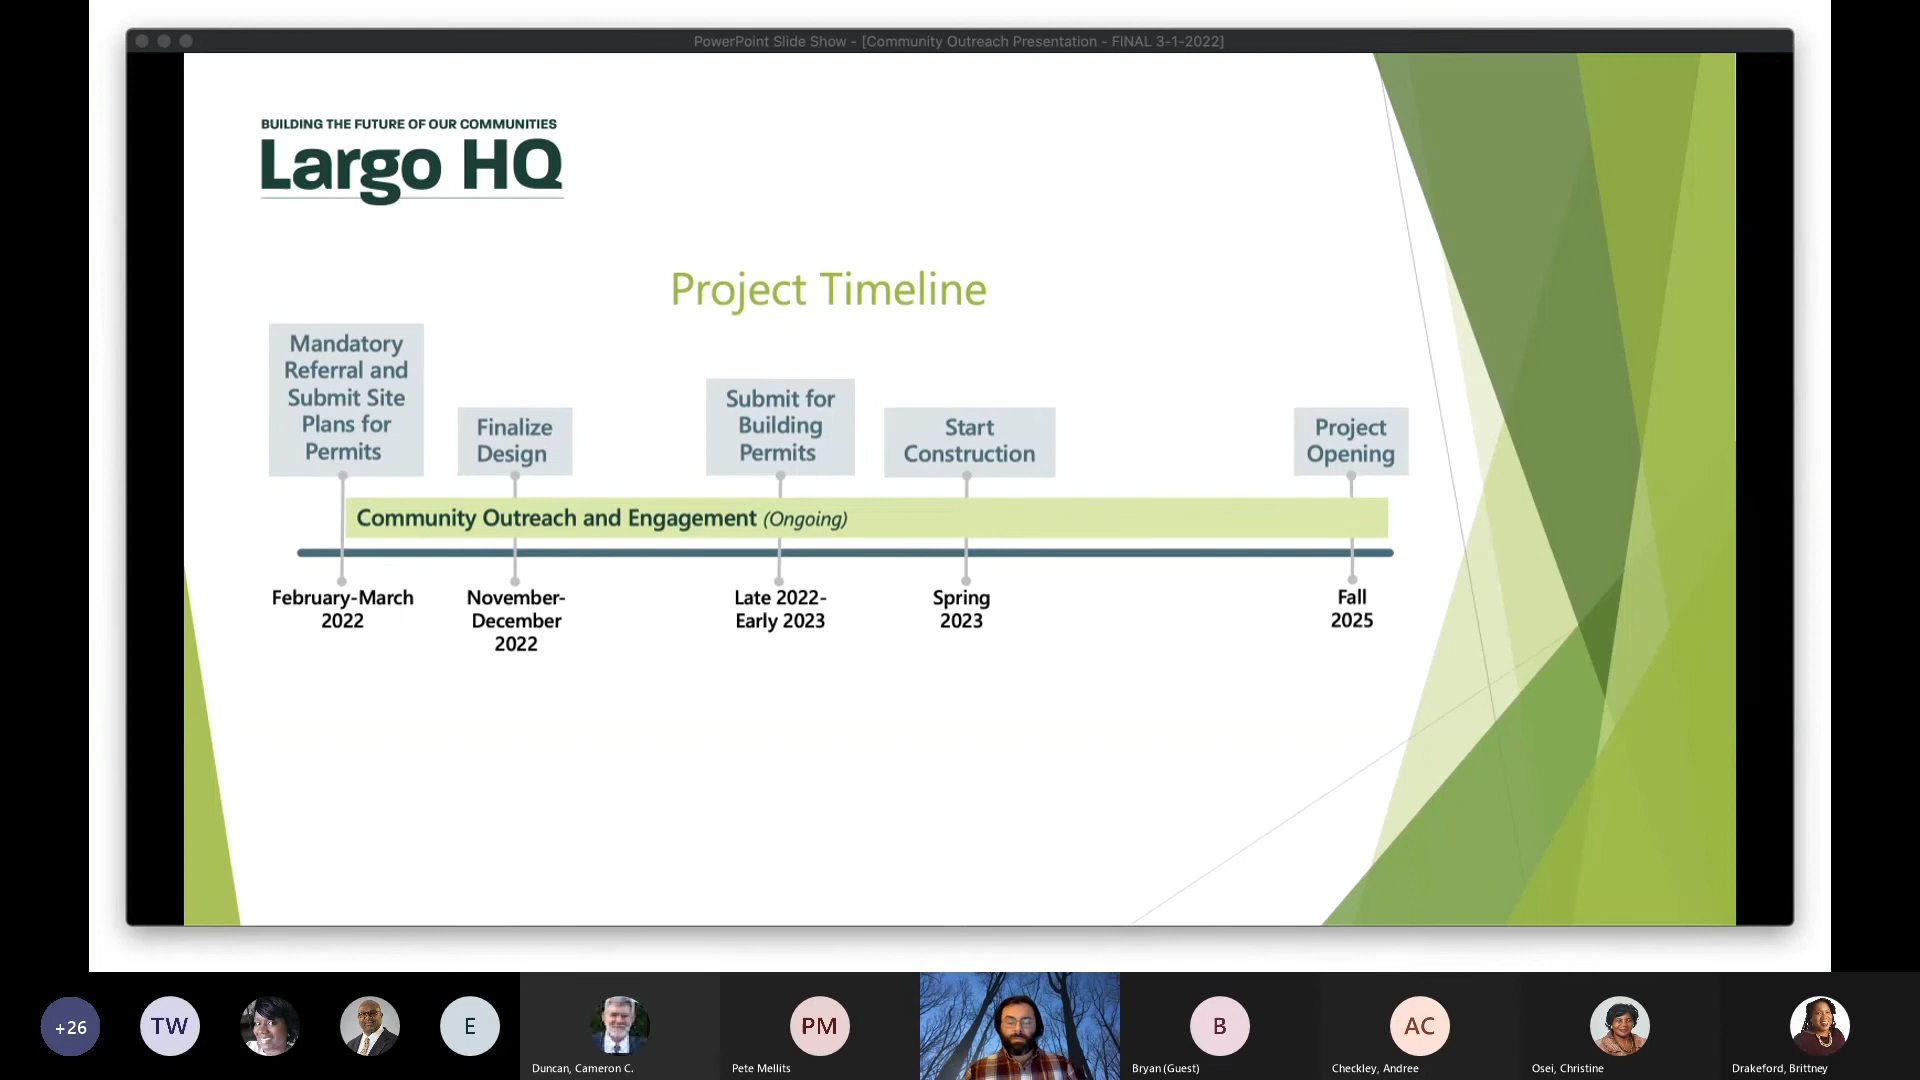 PowerPoint Slide Show - [Community Outreach Presentation - FINAL 3-1-2022]
BUILDING THE FUTURE OF OUR COMMUNITIES
Largo HQ
Project Timeline
Mandatory
Referral and
Submit Site
Plans for
Permits
Finalize
Design
Submit for
Building
Permits
Start
Construction
Project
Opening
Community Outreach and Engagement (Ongoing)
February-March
2022
November-
December
2022
Late 2022-
Early 2023
Spring
2023
Fall
2025
+26
TW
E
PM
B
AC
Duncan, Cameron C.
Pete Mellits
Bryan (Guest)
Checkley, Andree
Osei, Christine
Drakeford, Brittney